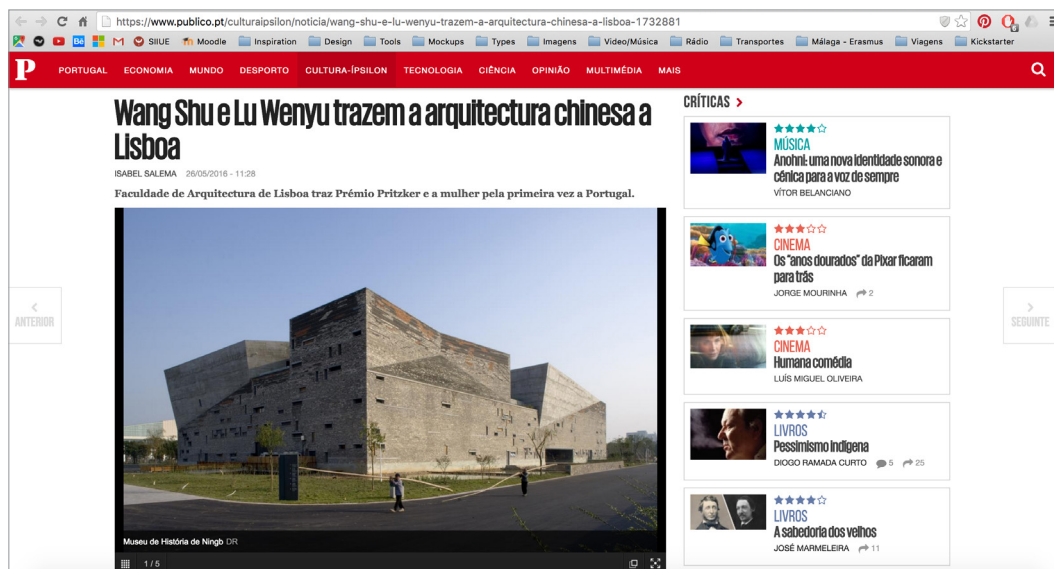 https://www.publico.pt/culturaipsilon/noticia/wang-shu-e-lu-wenyu-trazem-a-arquitectura-chinesa-a-lisboa-1732881
Bē M SIIUE Moodle Inspiration Design Tools Mockups Types Imagens Video/Música Rádio Transportes Málaga - Erasmus Viagens Kickstarter
P PORTUGAL ECONOMIA MUNDO DESPORTO CULTURA-ÍPSILON TECNOLOGIA CIÊNCIA OPINIÃO MULTIMÉDIA MAIS
Wang Shu e Lu Wenyu trazem a arquitectura chinesa a
Lisboa
ISABEL SALEMA 26/05/2016 - 11:28
Faculdade de Arquitectura de Lisboa traz Prémio Pritzker e a mulher pela primeira vez a Portugal.
Museu de História de Ningb DR
1 / 5
ANTERIOR
CRÍTICAS
MÚSICA
Anohni: uma nova identidade sonora e
cénica para a voz de sempre
VÍTOR BELANCIANO
CINEMA
Os "anos dourados" da Pixar ficaram
para trás
JORGE MOURINHA 2
CINEMA
Humana comédia
LUÍS MIGUEL OLIVEIRA
LIVROS
Pessimismo indígena
DIOGO RAMADA CURTO 5 25
LIVROS
A sabedoria dos velhos
JOSÉ MARMELEIRA 11
SEGUINTE